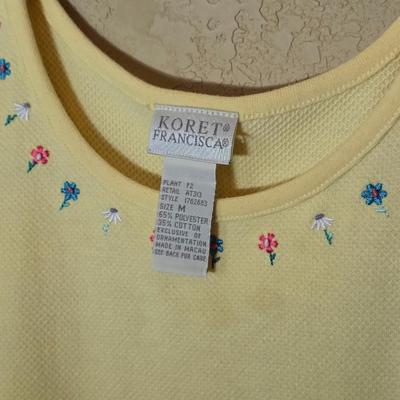 KORET®
FRANCISCA®
PLANT F2
RETAIL AT313
STYLE 1762683
SIZE M
65% POLYESTER
35% COTTON
EXCLUSIVE OF
ORNAMENTATION
MADE IN MACAU
SEE BACK FOR CARE